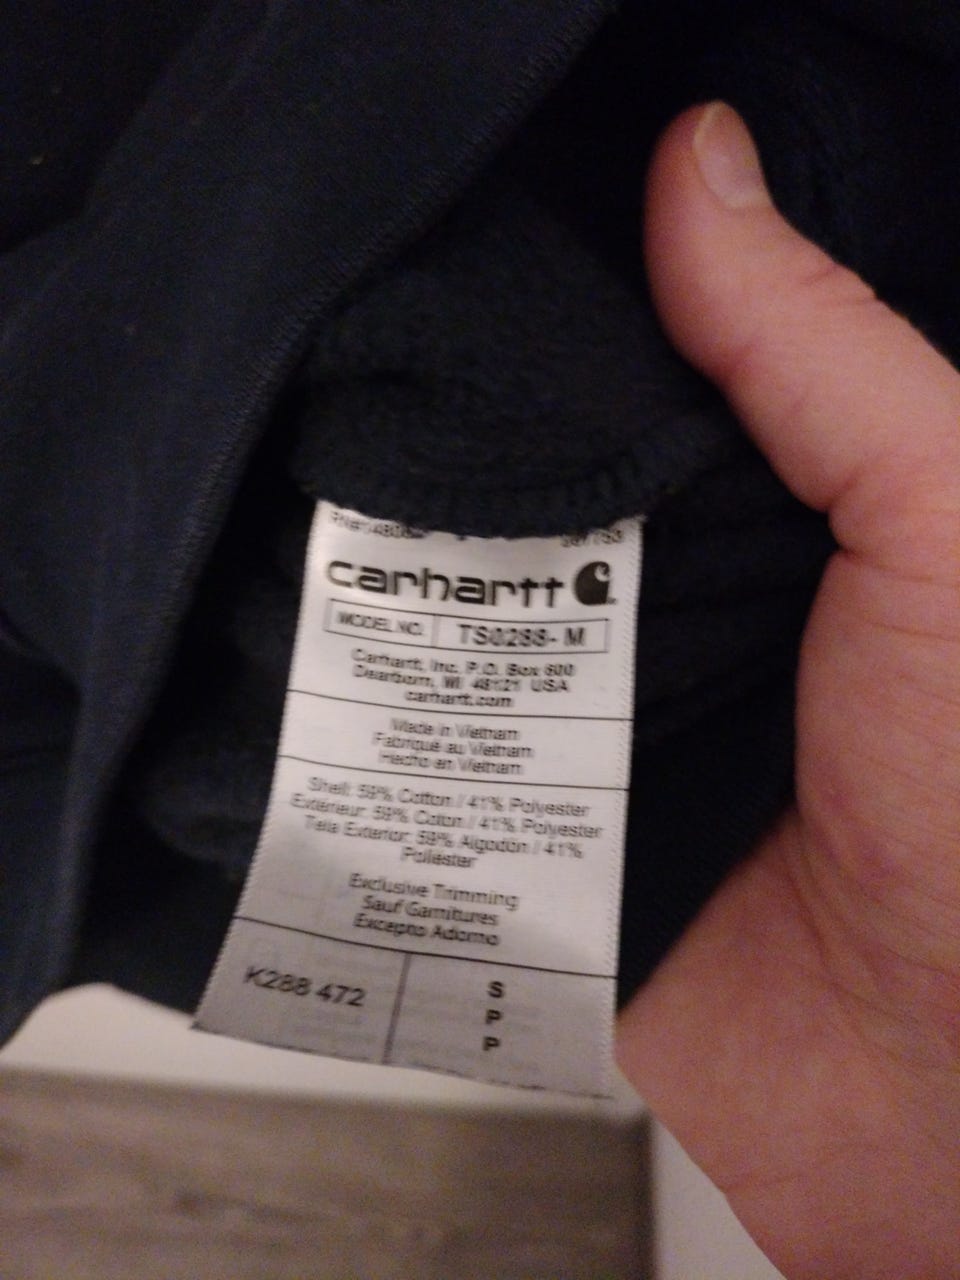 carhartt
MODEL NO. TS0288-M
Carhartt, Inc. P.O. Box 600
Dearborn, MI 48121 USA
carhartt.com
Made in Vietnam
Fabriqué au Vietnam
Hecho en Vietnam
Shell: 59% Cotton / 41% Polyester
Extérieur: 59% Coton / 41% Polyester
Tela Exterior: 59% Algodón / 41%
Poliéster
Exclusive Trimming
Sauf Garnitures
Excepto Adorno
K288 472
S
P
P